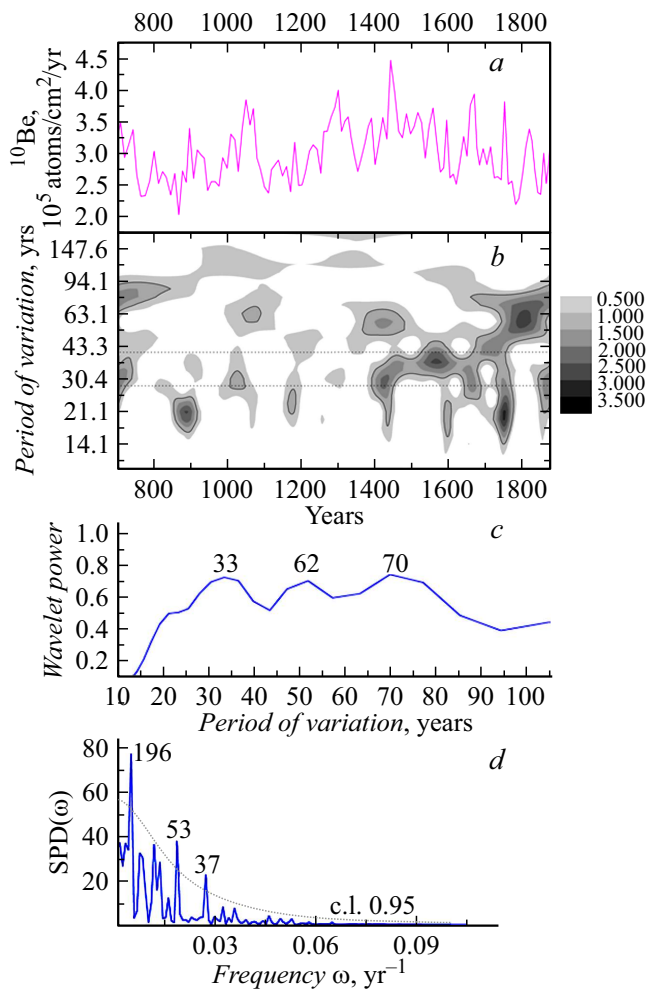 800 1000 1200 1400 1600 1800
a
4.5
4.0
3.5
3.0
2.5
2.0
¹⁰Be,
10⁵ atoms/cm²/yr
b
147.6
94.1
63.1
43.3
30.4
21.1
14.1
Period of variation, yrs
0.500
1.000
1.500
2.000
2.500
3.000
3.500
800 1000 1200 1400 1600 1800
Years
c
1.0
0.8
0.6
0.4
0.2
Wavelet power
33 62 70
10 20 30 40 50 60 70 80 90 100
Period of variation, years
d
80
60
40
20
SPD(ω)
196
53
37
c.l. 0.95
0.03 0.06 0.09
Frequency ω, yr⁻¹